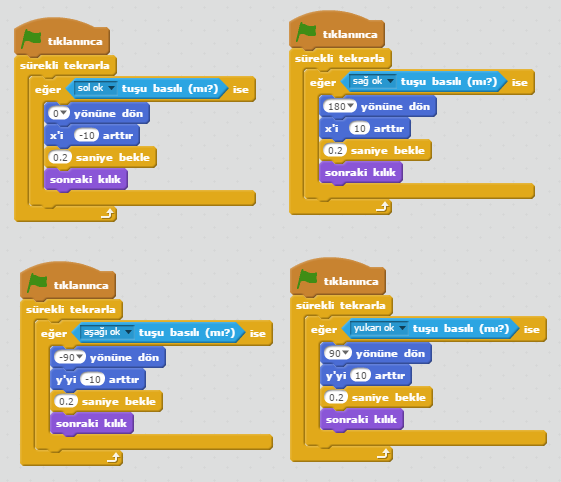 tıklanınca
sürekli tekrarla
eğer sol ok tuşu basılı (mı?) ise
0 yönüne dön
x'i -10 arttır
0.2 saniye bekle
sonraki kılık
tıklanınca
sürekli tekrarla
eğer sağ ok tuşu basılı (mı?) ise
180 yönüne dön
x'i 10 arttır
0.2 saniye bekle
sonraki kılık
tıklanınca
sürekli tekrarla
eğer aşağı ok tuşu basılı (mı?) ise
-90 yönüne dön
y'yi -10 arttır
0.2 saniye bekle
sonraki kılık
tıklanınca
sürekli tekrarla
eğer yukarı ok tuşu basılı (mı?) ise
90 yönüne dön
y'yi 10 arttır
0.2 saniye bekle
sonraki kılık